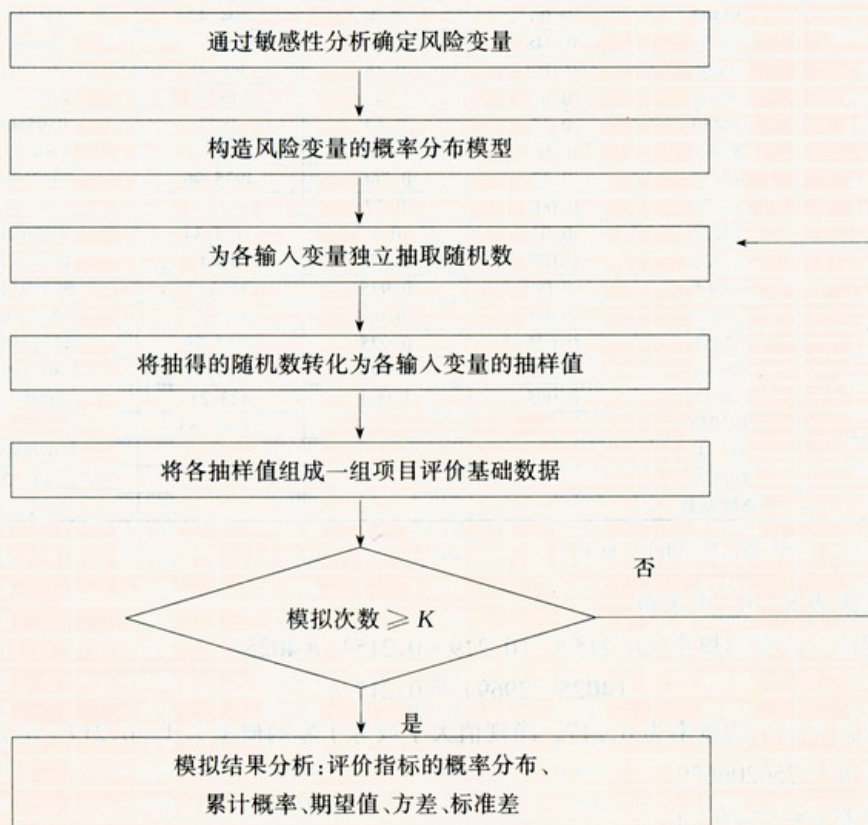 通过敏感性分析确定风险变量
构造风险变量的概率分布模型
为各输入变量独立抽取随机数
将抽得的随机数转化为各输入变量的抽样值
将各抽样值组成一组项目评价基础数据
否
模拟次数 ≥ K
是
模拟结果分析:评价指标的概率分布、
累计概率、期望值、方差、标准差